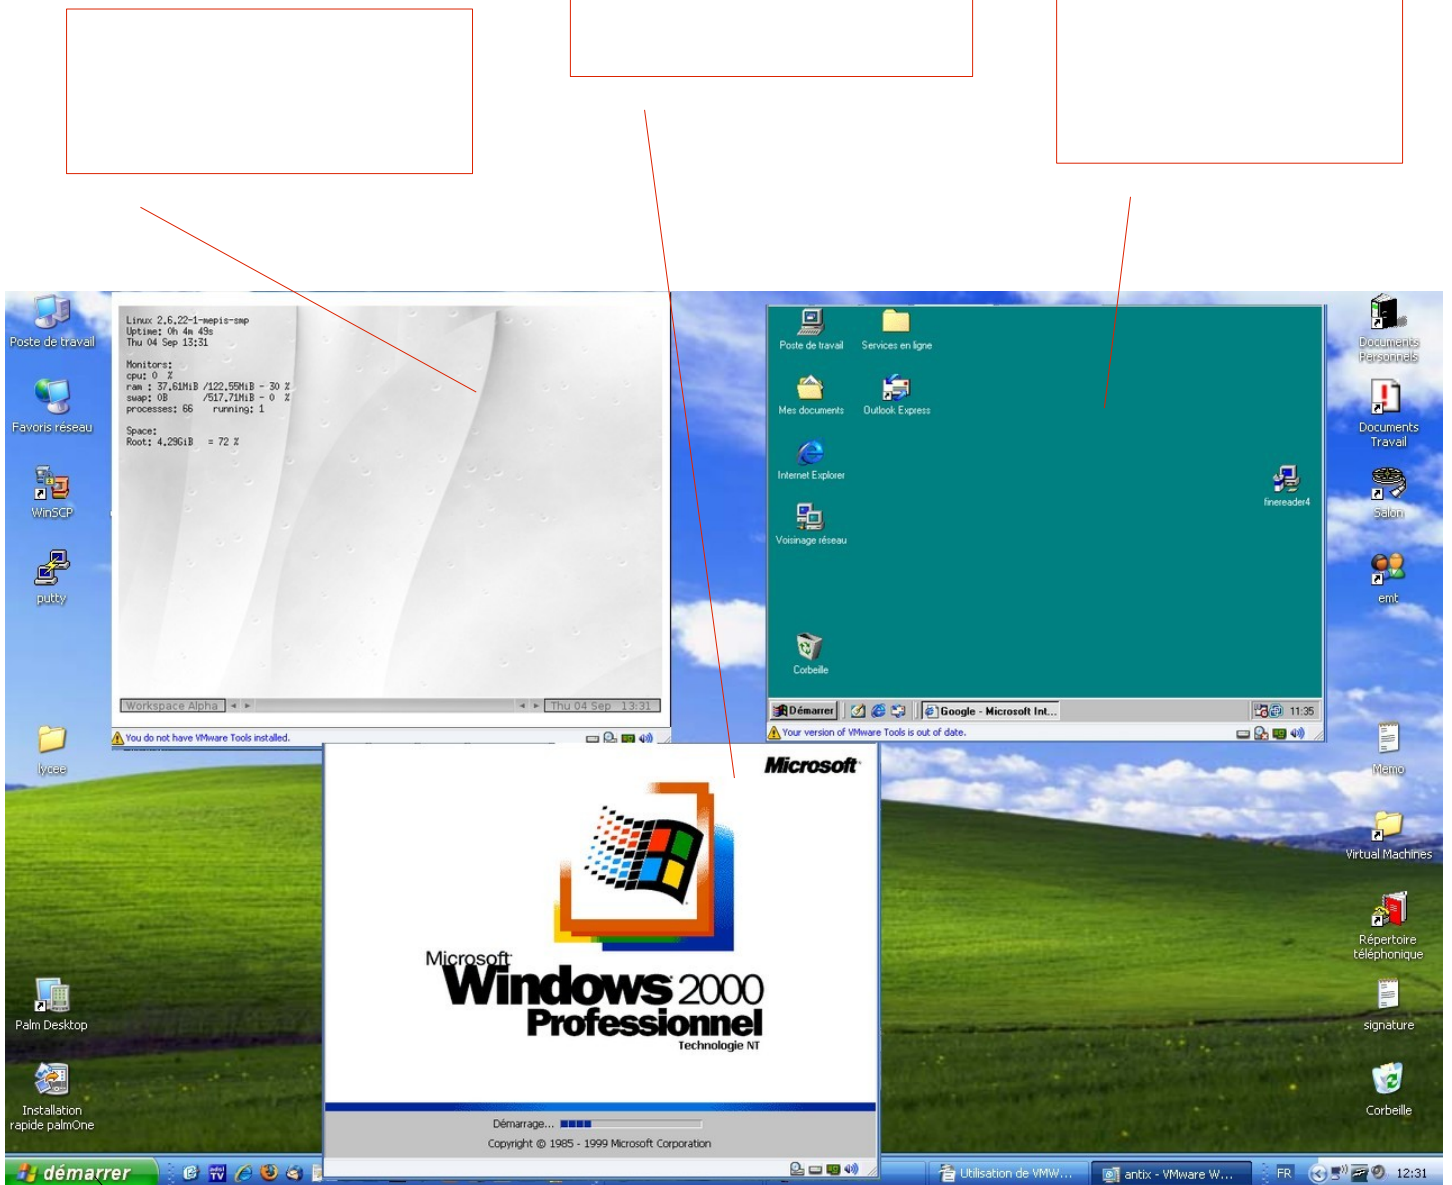 Poste de travail
Favoris réseau
WinSCP
putty
lycee
Palm Desktop
Installation
rapide palmOne
Linux 2.6.22-1-mepis-smp
Uptime: 0h 4m 49s
Thu 04 Sep 13:31
Monitors:
cpu: 0 %
ram : 37.61MiB /122.55MiB - 30 %
swap: 0B /517.71MiB - 0 %
processes: 66 running: 1
Space:
Root: 4.29GiB = 72 %
Workspace Alpha
Thu 04 Sep 13:31
You do not have VMware Tools installed.
Poste de travail
Services en ligne
Mes documents
Outlook Express
Internet Explorer
Voisinage réseau
finereader4
Corbeille
Démarrer
Google - Microsoft Int...
11:35
Your version of VMware Tools is out of date.
Microsoft
Microsoft
Windows 2000
Professionnel
Technologie NT
Démarrage...
Copyright © 1985 - 1999 Microsoft Corporation
Documents
Personnels
Documents
Travail
Salon
emt
Memo
Virtual Machines
Répertoire
téléphonique
signature
Corbeille
démarrer
adsl
TV
Utilisation de VMW...
antix - VMware W...
FR
12:31